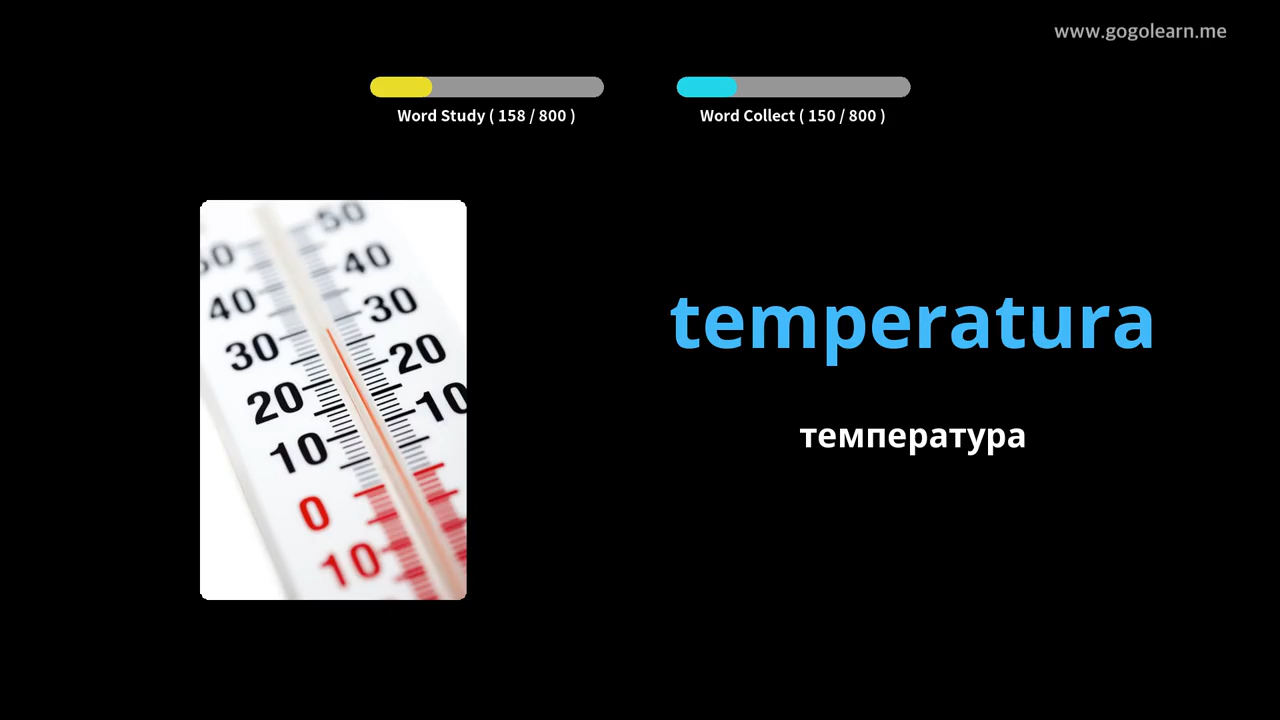 www.gogolearn.me
Word Study ( 158 / 800 )
Word Collect ( 150 / 800 )
50
40
40
30
30
20
20
10
10
0
10
temperatura
температура